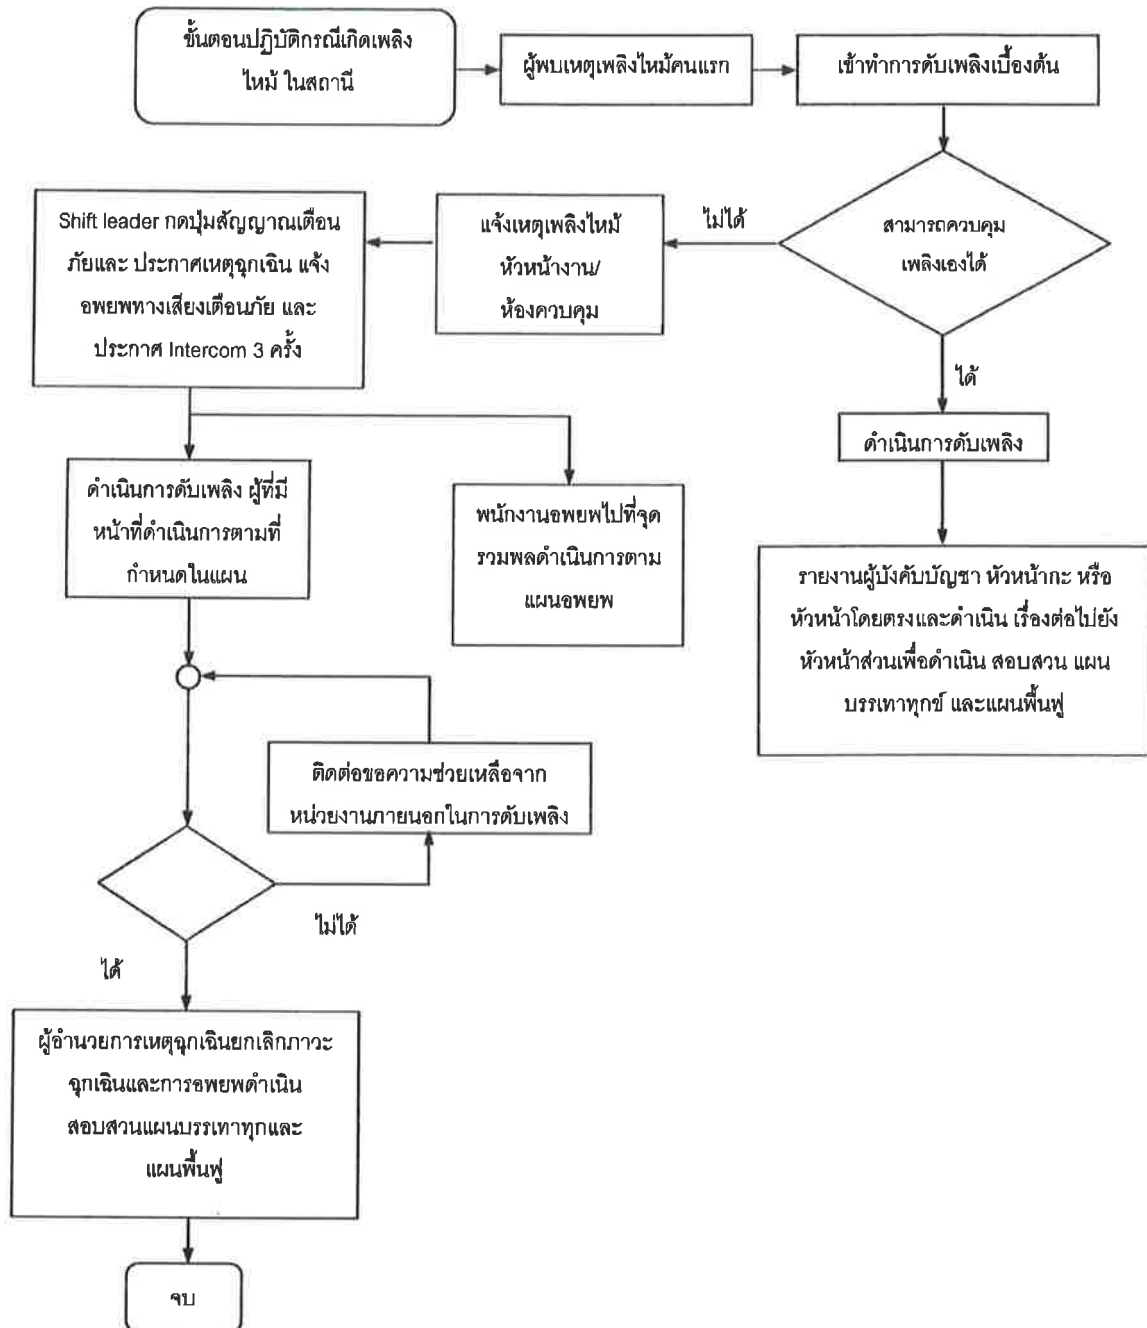 ขั้นตอนปฏิบัติกรณีเกิดเพลิง
ไหม้ ในสถานี
ผู้พบเหตุเพลิงไหม้คนแรก
เข้าทำการดับเพลิงเบื้องต้น
สามารถควบคุม
เพลิงเองได้
ไม่ได้
แจ้งเหตุเพลิงไหม้
หัวหน้างาน/
ห้องควบคุม
Shift leader กดปุ่มสัญญาณเตือน
ภัยและ ประกาศเหตุฉุกเฉิน แจ้ง
อพยพทางเสียงเตือนภัย และ
ประกาศ Intercom 3 ครั้ง
ได้
ดำเนินการดับเพลิง
รายงานผู้บังคับบัญชา หัวหน้ากะ หรือ
หัวหน้าโดยตรงและดำเนิน เรื่องต่อไปยัง
หัวหน้าส่วนเพื่อดำเนิน สอบสวน แผน
บรรเทาทุกข์ และแผนฟื้นฟู
ดำเนินการดับเพลิง ผู้ที่มี
หน้าที่ดำเนินการตามที่
กำหนดในแผน
พนักงานอพยพไปที่จุด
รวมพลดำเนินการตาม
แผนอพยพ
ติดต่อขอความช่วยเหลือจาก
หน่วยงานภายนอกในการดับเพลิง
ไม่ได้
ได้
ผู้อำนวยการเหตุฉุกเฉินยกเลิกภาวะ
ฉุกเฉินและการอพยพดำเนิน
สอบสวนแผนบรรเทาทุกและ
แผนฟื้นฟู
จบ